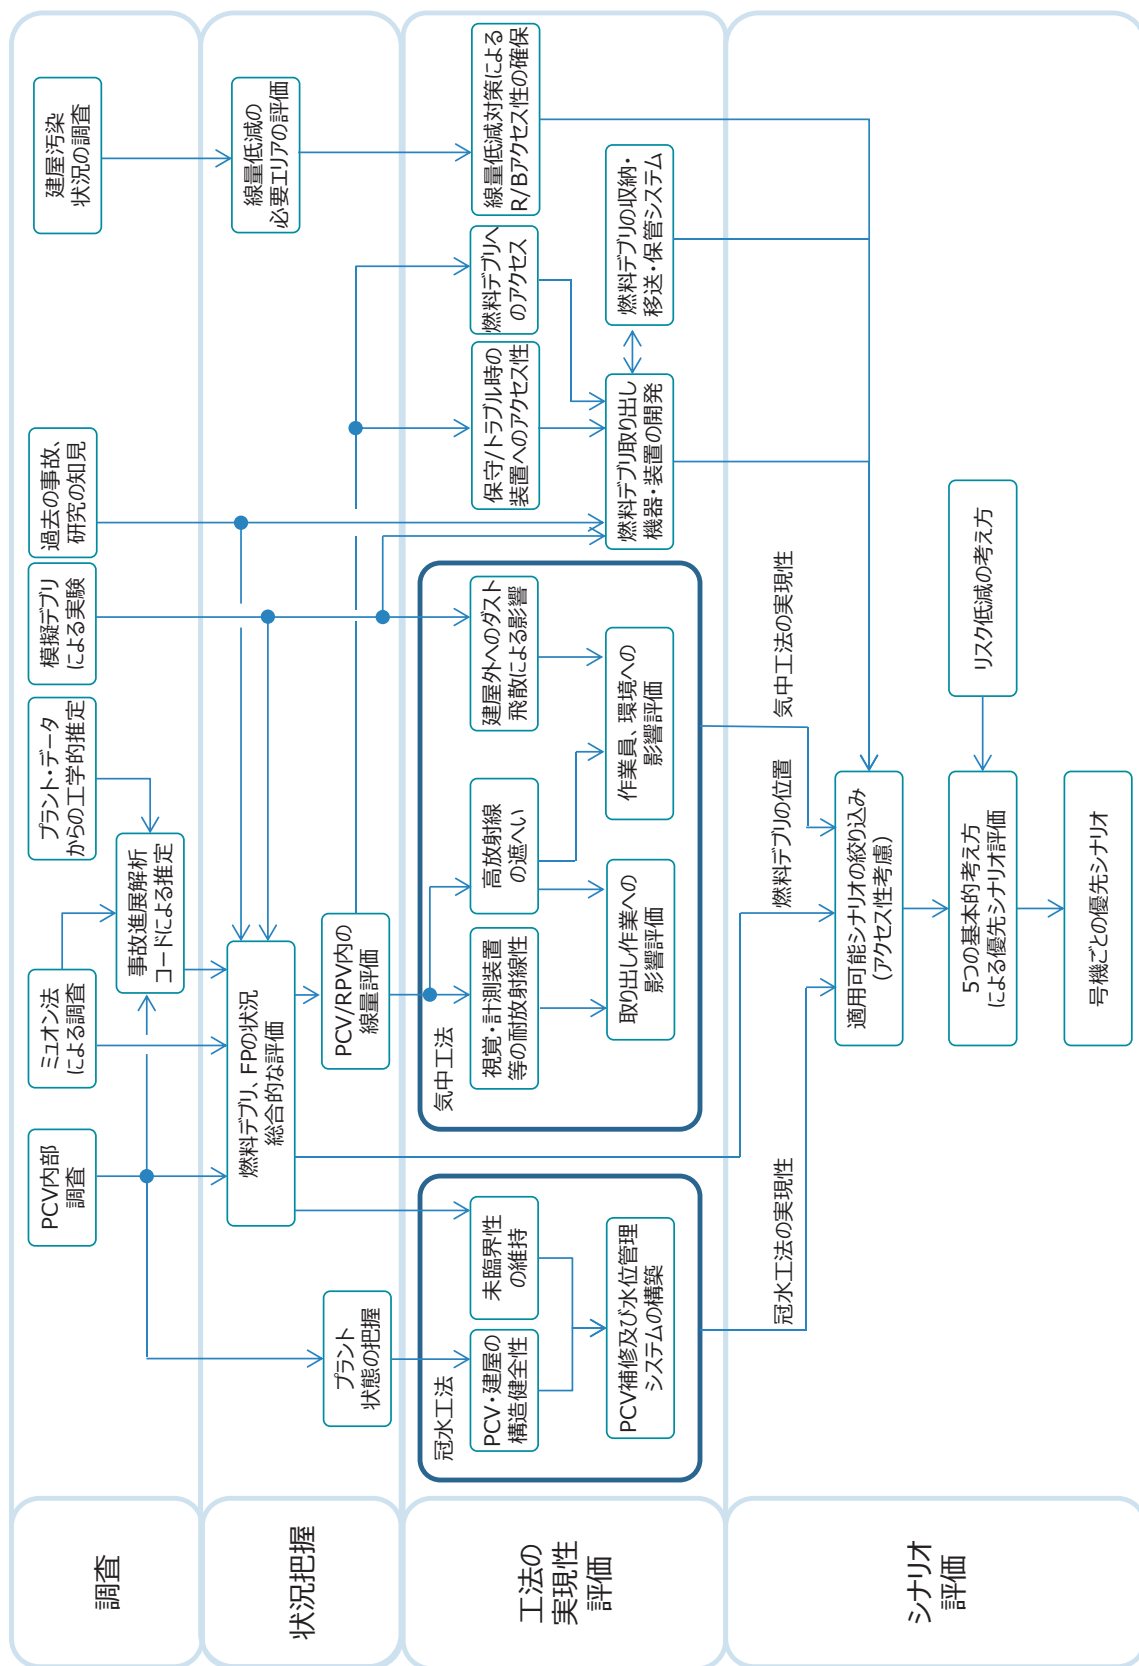 調査
PCV内部
調査
ミュオン法
による調査
プラント・データ
からの工学的推定
模擬デブリ
による実験
過去の事故、
研究の知見
建屋汚染
状況の調査
事故進展解析
コードによる推定
状況把握
燃料デブリ、FPの状況
総合的な評価
線量低減の
必要エリアの評価
プラント
状態の把握
PCV/RPV内の
線量評価
工法の
実現性
評価
冠水工法
PCV・建屋の
構造健全性
未臨界性
の維持
PCV補修及び水位管理
システムの構築
気中工法
視覚・計測装置
等の耐放射線性
高放射線
の遮へい
建屋外へのダスト
飛散による影響
取り出し作業への
影響評価
作業員、環境への
影響評価
保守/トラブル時の
装置へのアクセス性
燃料デブリへ
のアクセス
線量低減対策による
R/Bアクセス性の確保
燃料デブリ取り出し
機器・装置の開発
燃料デブリの収納・
移送・保管システム
シナリオ
評価
冠水工法の実現性
燃料デブリの位置
気中工法の実現性
適用可能シナリオの絞り込み
(アクセス性考慮)
リスク低減の考え方
5つの基本的考え方
による優先シナリオ評価
号機ごとの優先シナリオ